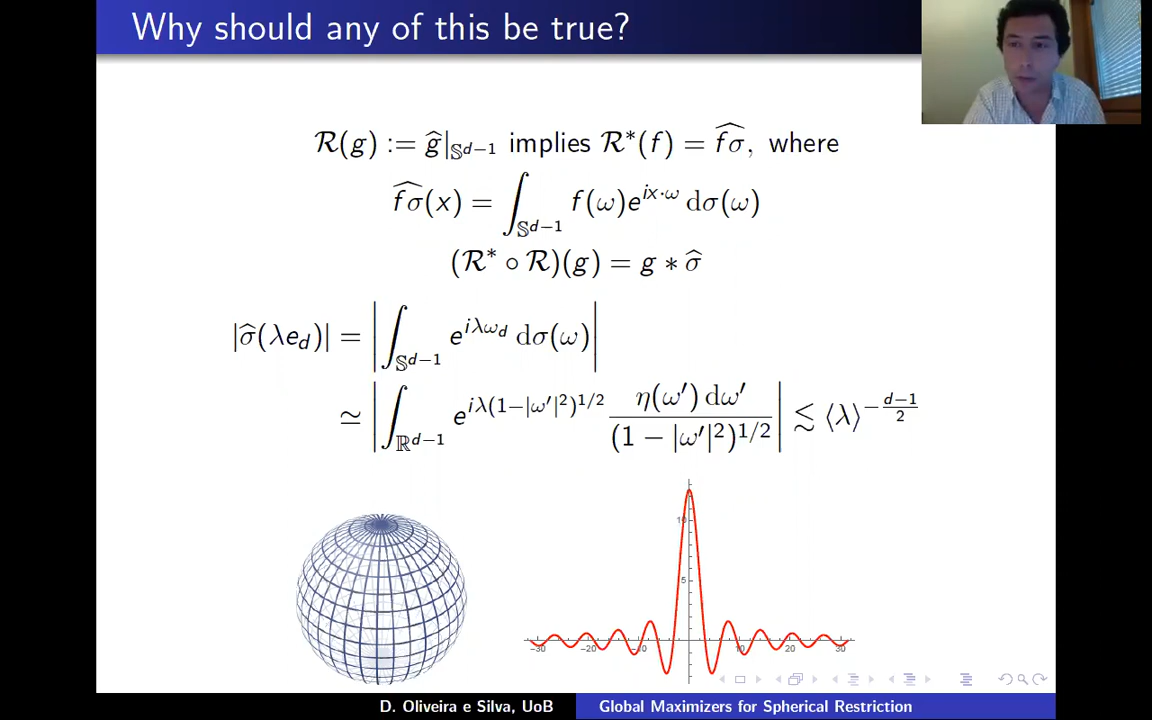 Why should any of this be true?
ℛ(g) := ĝ|_{𝕊^{d−1}} implies ℛ*(f) = \widehat{fσ}, where
\widehat{fσ}(x) = ∫_{𝕊^{d−1}} f(ω)e^{ix·ω} dσ(ω)
(ℛ* ∘ ℛ)(g) = g ∗ σ̂
|σ̂(λe_d)| = |∫_{𝕊^{d−1}} e^{iλω_d} dσ(ω)|
≃ |∫_{ℝ^{d−1}} e^{iλ(1−|ω′|²)^{1/2}} η(ω′) dω′ / (1 − |ω′|²)^{1/2}| ≲ ⟨λ⟩^{−\frac{d−1}{2}}
10
5
−30 −20 −10 10 20 30
D. Oliveira e Silva, UoB Global Maximizers for Spherical Restriction